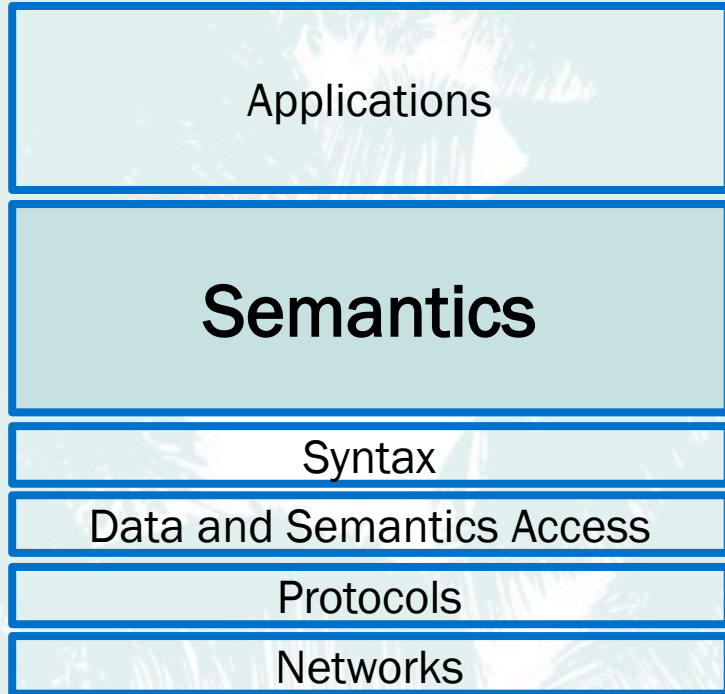 Applications
Semantics
Syntax
Data and Semantics Access
Protocols
Networks